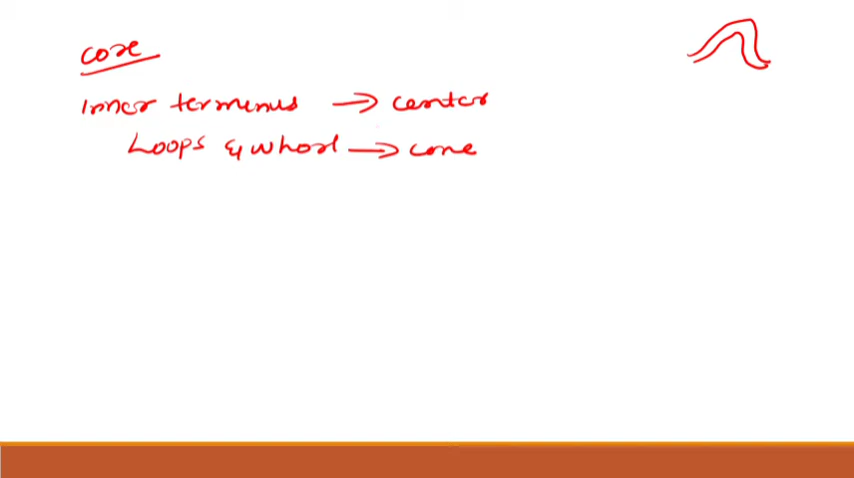 core
Inner termenus → center
Loops & whorl → core